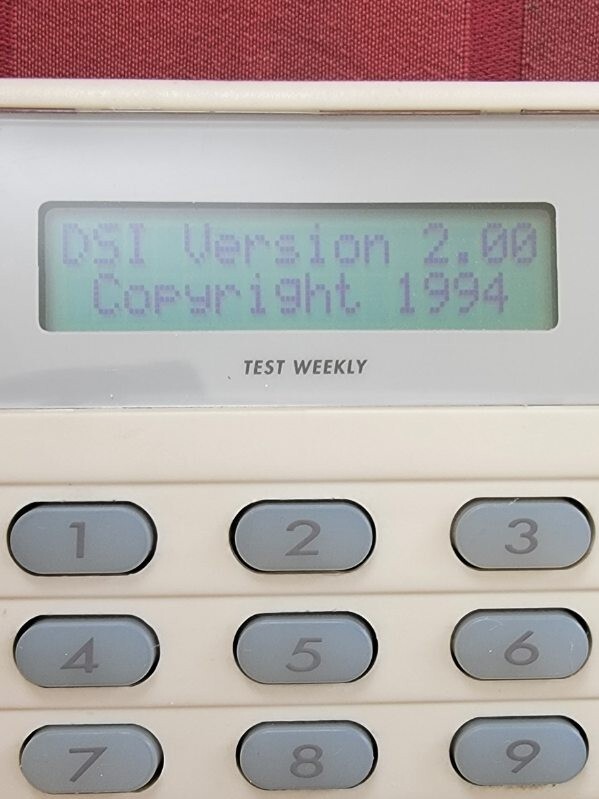 DSI Version 2.00
Copyright 1994
TEST WEEKLY
1 2 3
4 5 6
7 8 9